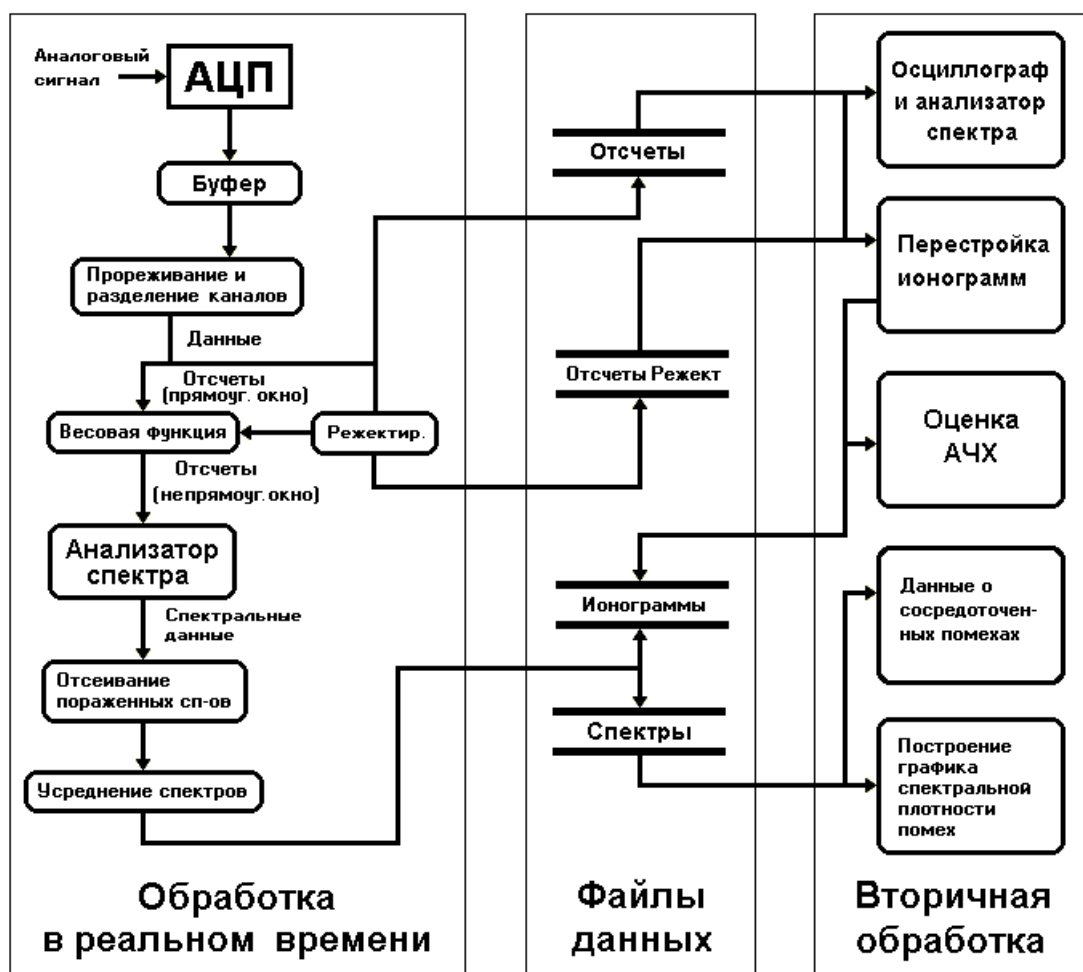 Аналоговый
сигнал
АЦП
Буфер
Прореживание и
разделение каналов
Данные
Отсчеты
(прямоуг. окно)
Весовая функция
Режектир.
Отсчеты
(непрямоуг. окно)
Анализатор
спектра
Спектральные
данные
Отсеивание
пораженных сп-ов
Усреднение спектров
Обработка
в реальном времени
Отсчеты
Отсчеты Режект
Ионограммы
Спектры
Файлы
данных
Осциллограф
и анализатор
спектра
Перестройка
ионограмм
Оценка
АЧХ
Данные о
сосредоточен-
ных помехах
Построение
графика
спектральной
плотности
помех
Вторичная
обработка